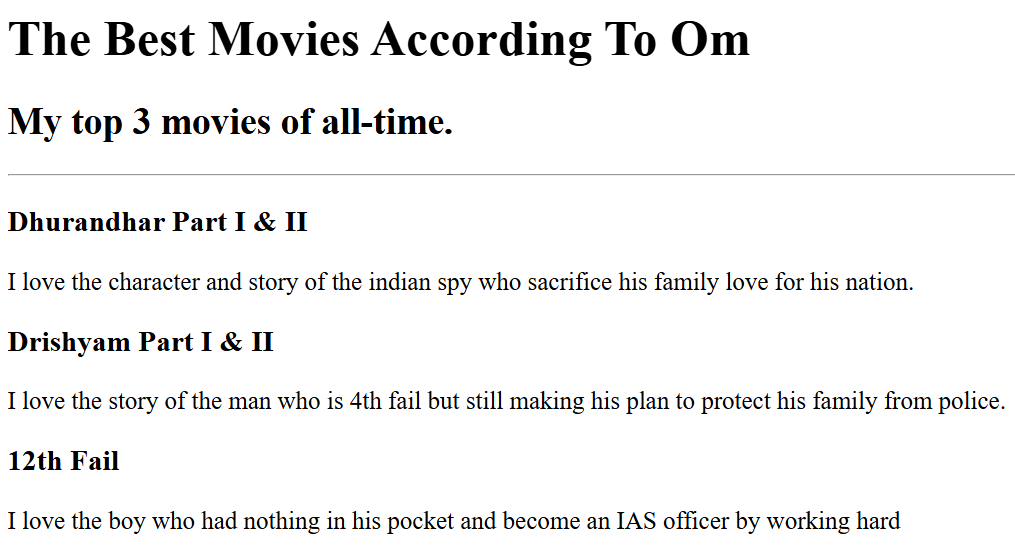 The Best Movies According To Om
My top 3 movies of all-time.
Dhurandhar Part I & II
I love the character and story of the indian spy who sacrifice his family love for his nation.
Drishyam Part I & II
I love the story of the man who is 4th fail but still making his plan to protect his family from police.
12th Fail
I love the boy who had nothing in his pocket and become an IAS officer by working hard